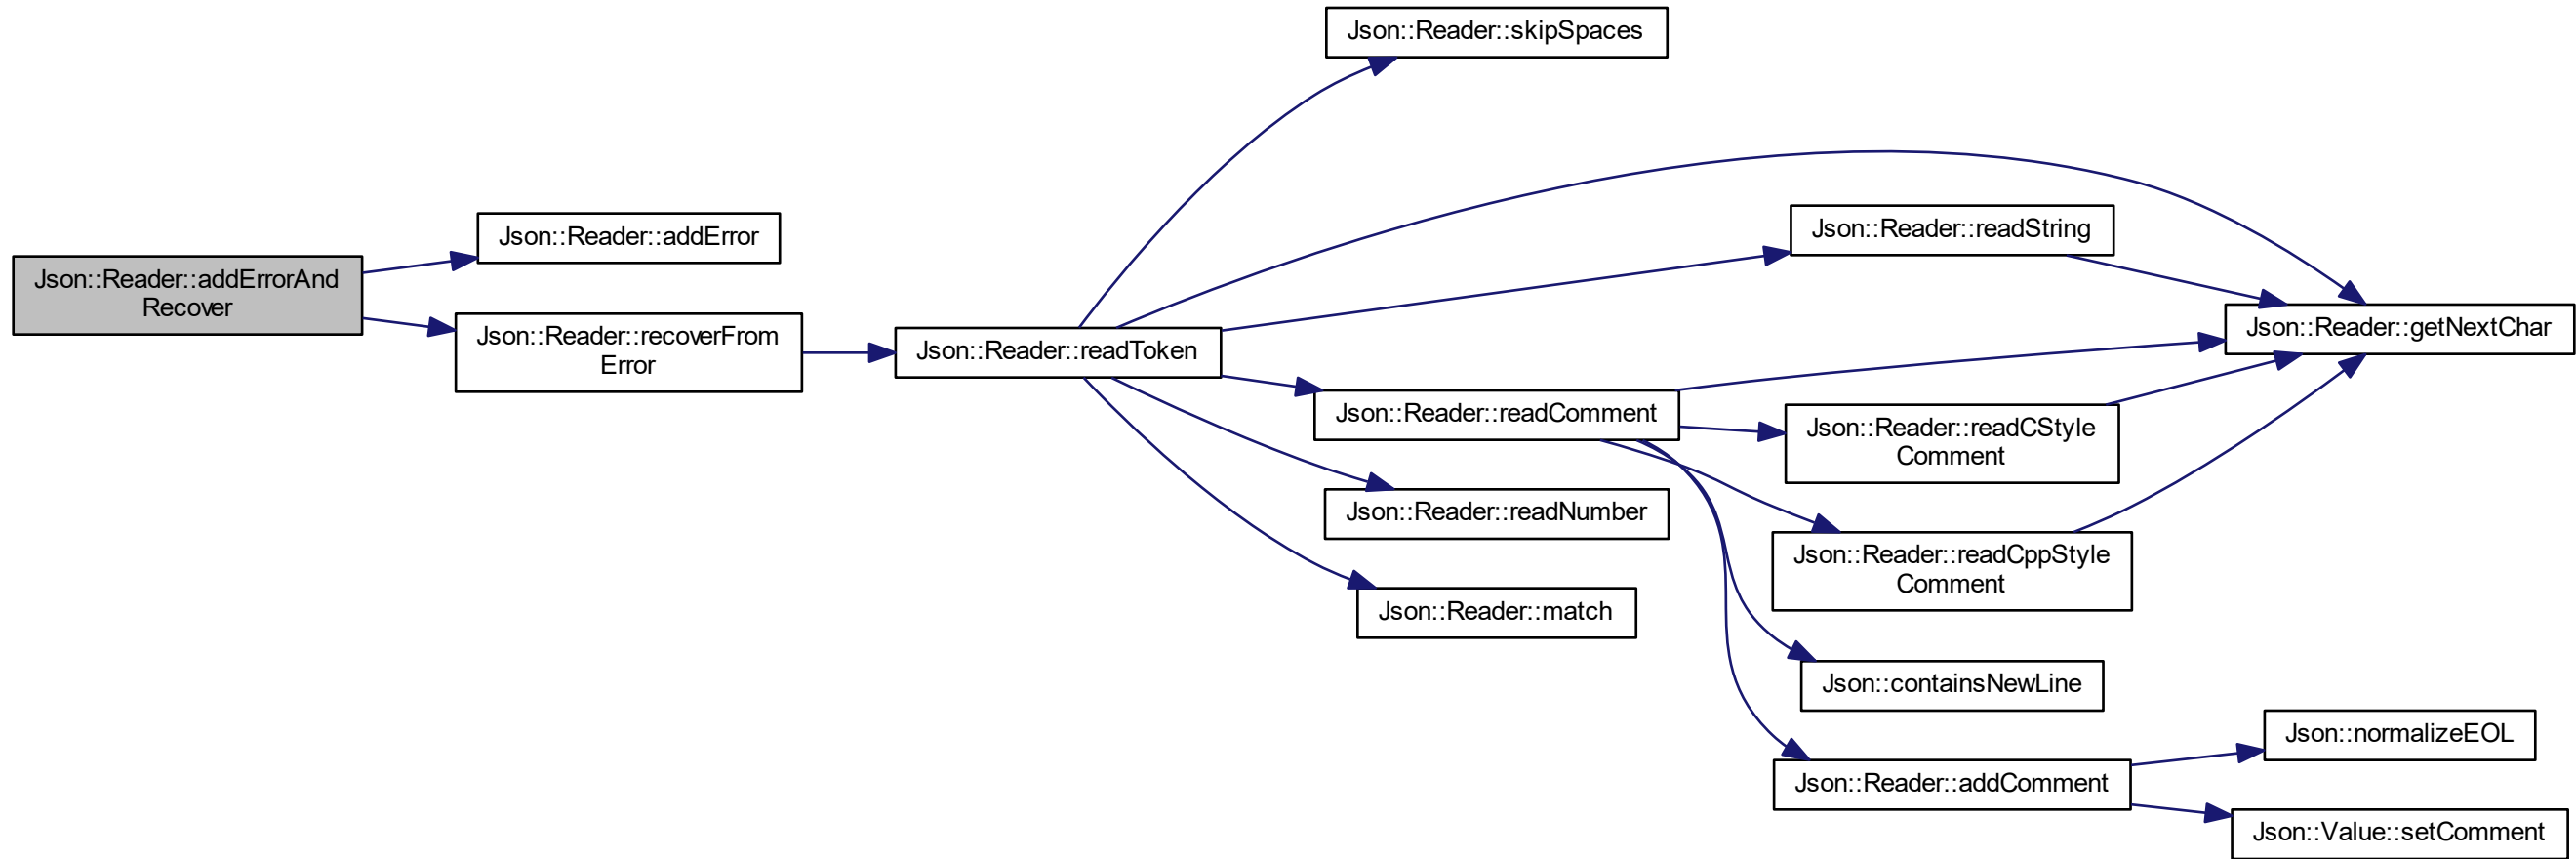 Json::Reader::skipSpaces
Json::Reader::addErrorAnd
Recover
Json::Reader::addError
Json::Reader::recoverFrom
Error
Json::Reader::readToken
Json::Reader::readString
Json::Reader::getNextChar
Json::Reader::readComment
Json::Reader::readCStyle
Comment
Json::Reader::readNumber
Json::Reader::readCppStyle
Comment
Json::Reader::match
Json::containsNewLine
Json::Reader::addComment
Json::normalizeEOL
Json::Value::setComment